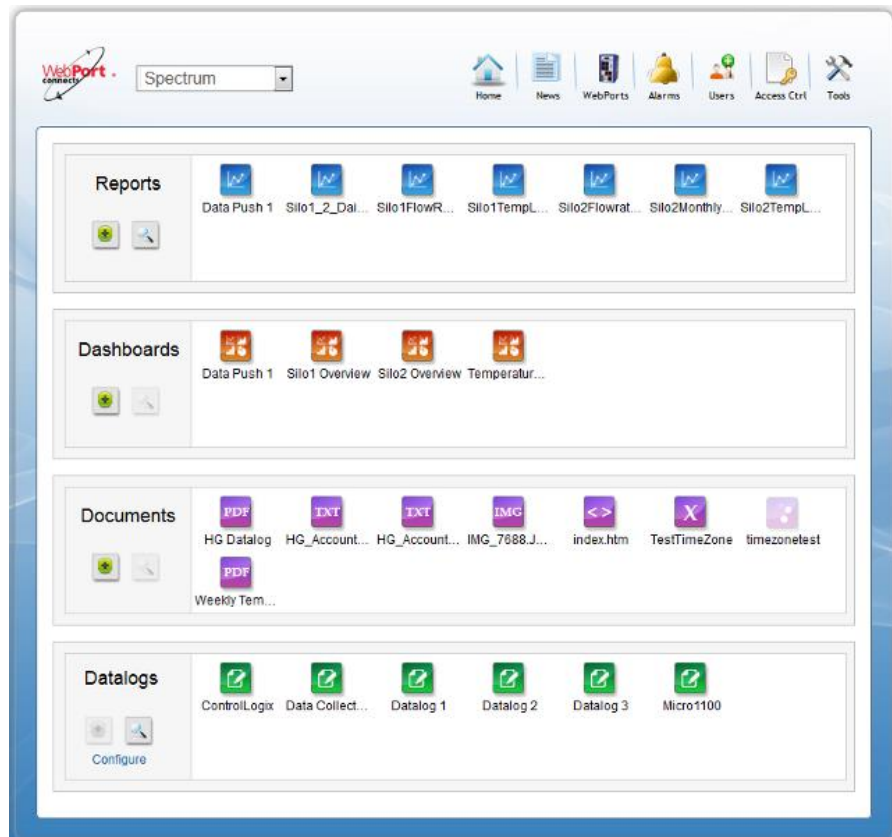 WebPort.
connects
Spectrum
Home News WebPorts Alarms Users Access Ctrl Tools
Reports
Data Push 1 Silo1_2_Dai... Silo1FlowR... Silo1TempL... Silo2Flowrat... Silo2Monthly... Silo2TempL...
Dashboards
Data Push 1 Silo1 Overview Silo2 Overview Temperatur...
Documents
PDF TXT TXT IMG <> X
HG Datalog HG_Account... HG_Account... IMG_7688.J... index.htm TestTimeZone timezonetest
PDF
Weekly Tem...
Datalogs
ControlLogix Data Collect... Datalog 1 Datalog 2 Datalog 3 Micro1100
Configure